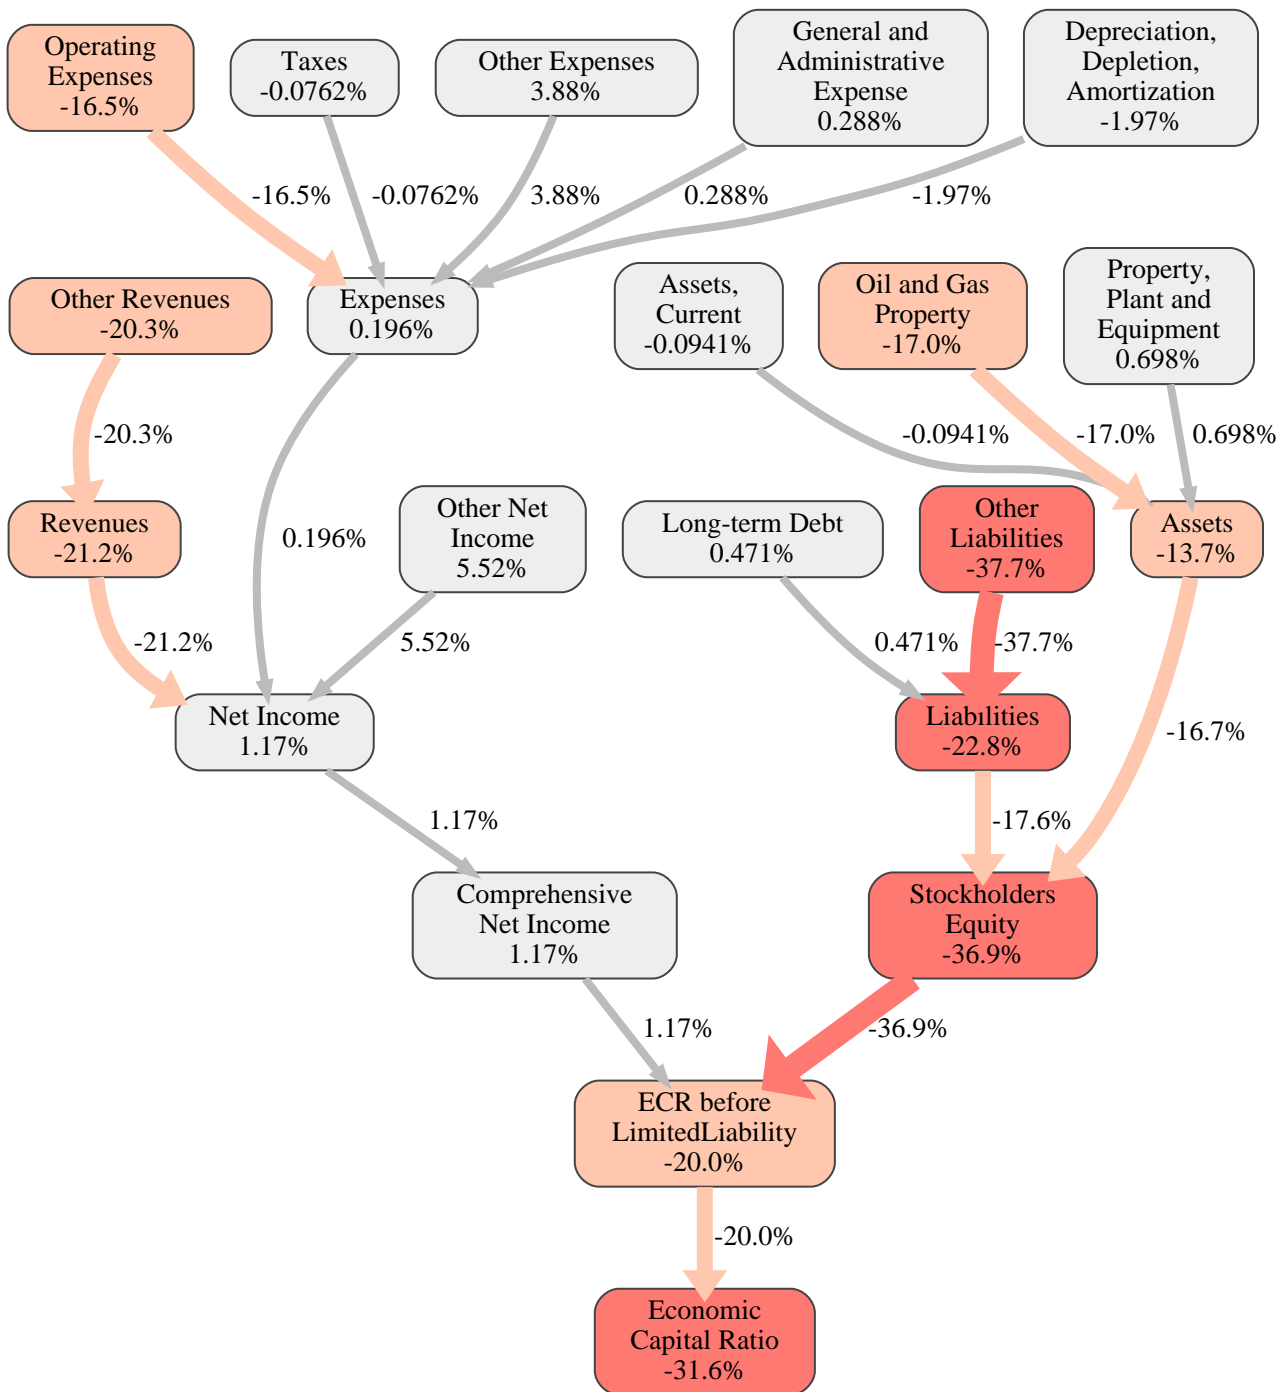 Operating
Expenses
-16.5%
Taxes
-0.0762%
Other Expenses
3.88%
General and
Administrative
Expense
0.288%
Depreciation,
Depletion,
Amortization
-1.97%
-16.5%
-0.0762%
3.88%
0.288%
-1.97%
Other Revenues
-20.3%
Expenses
0.196%
Assets,
Current
-0.0941%
Oil and Gas
Property
-17.0%
Property,
Plant and
Equipment
0.698%
-20.3%
-0.0941%
-17.0%
0.698%
Revenues
-21.2%
0.196%
Other Net
Income
5.52%
Long-term Debt
0.471%
Other
Liabilities
-37.7%
Assets
-13.7%
-21.2%
5.52%
0.471%
-37.7%
Net Income
1.17%
Liabilities
-22.8%
-16.7%
1.17%
-17.6%
Comprehensive
Net Income
1.17%
Stockholders
Equity
-36.9%
1.17%
-36.9%
ECR before
LimitedLiability
-20.0%
-20.0%
Economic
Capital Ratio
-31.6%